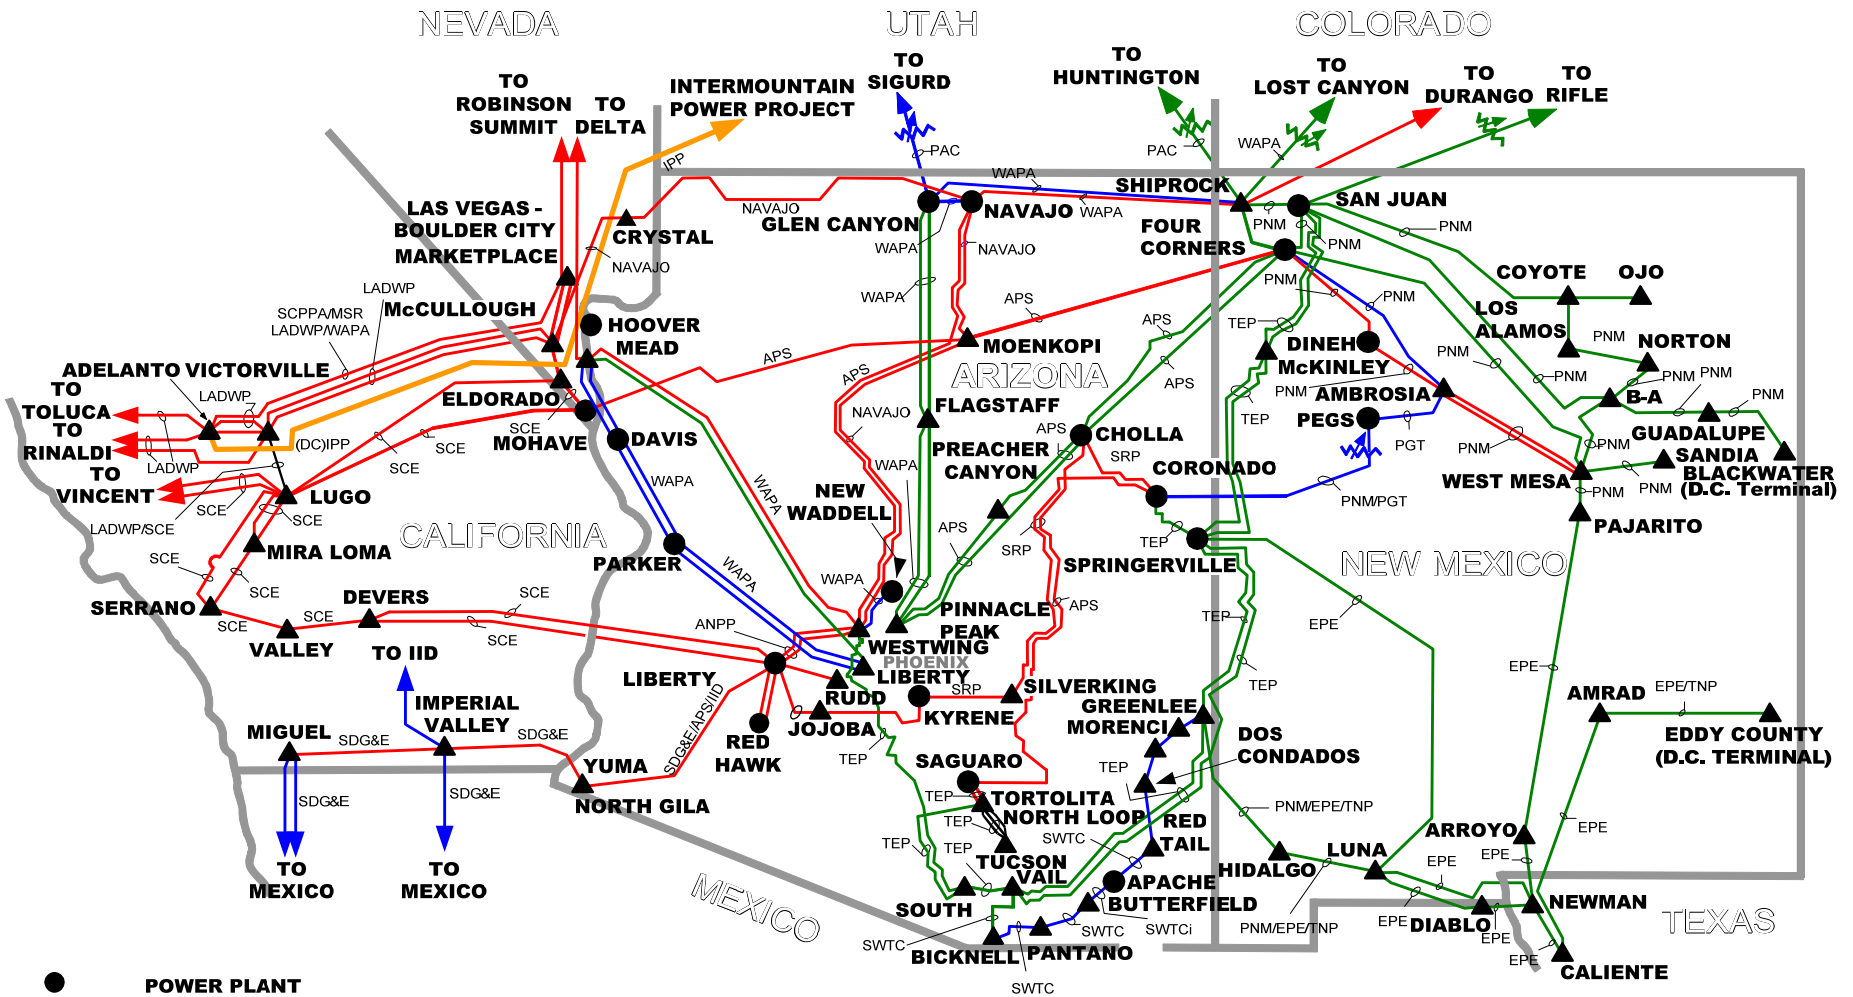 NEVADA
UTAH
COLORADO
TO
ROBINSON
SUMMIT
TO
DELTA
INTERMOUNTAIN
POWER PROJECT
TO
SIGURD
TO
HUNTINGTON
TO
LOST CANYON
TO
DURANGO
TO
RIFLE
IPP
PAC
PAC
WAPA
WAPA
SHIPROCK
SAN JUAN
LAS VEGAS -
BOULDER CITY
MARKETPLACE
CRYSTAL
NAVAJO
NAVAJO
GLEN CANYON
NAVAJO
WAPA
WAPA
NAVAJO
FOUR
CORNERS
PNM
PNM
PNM
COYOTE
OJO
LADWP
SCPPA/MSR
LADWP/WAPA
McCULLOUGH
HOOVER
MEAD
WAPA
APS
MOENKOPI
APS
APS
PNM
PNM
TEP
DINEH
McKINLEY
LOS
ALAMOS
PNM
NORTON
ADELANTO VICTORVILLE
LADWP
TO
TOLUCA
TO
RINALDI
TO
VINCENT
LADWP
(DC)IPP
ELDORADO
SCE
MOHAVE
DAVIS
APS
ARIZONA
NAVAJO
FLAGSTAFF
APS
PREACHER
CANYON
APS
CHOLLA
SRP
CORONADO
TEP
PNM
AMBROSIA
PEGS
PGT
PNM
PNM
PNM
PNM
PNM
PNM
B-A
GUADALUPE
PNM
SANDIA
BLACKWATER
(D.C. Terminal)
WEST MESA
PNM
PNM
PAJARITO
PNM/PGT
SCE
SCE
LUGO
SCE
SCE
LADWP/SCE
MIRA LOMA
CALIFORNIA
WAPA
WAPA
WAPA
NEW
WADDELL
WAPA
APS
SRP
TEP
SPRINGERVILLE
NEW MEXICO
PARKER
WAPA
SCE
SCE
SERRANO
SCE
SCE
VALLEY
DEVERS
SCE
SCE
ANPP
PINNACLE
PEAK
APS
TEP
EPE
WESTWING
PHOENIX
LIBERTY
LIBERTY
RUDD
SRP
KYRENE
SILVERKING
GREENLEE
MORENCI
TEP
EPE
TO IID
IMPERIAL
VALLEY
MIGUEL
SDG&E
SDG&E
SDG&E/APS/IID
RED
HAWK
JOJOBA
TEP
DOS
CONDADOS
AMRAD
EPE/TNP
EDDY COUNTY
(D.C. TERMINAL)
YUMA
NORTH GILA
SDG&E
SDG&E
SAGUARO
TEP
TORTOLITA
NORTH LOOP
TEP
TEP
TEP
TEP
TUCSON
VAIL
SWTC
RED
TAIL
PNM/EPE/TNP
HIDALGO
LUNA
ARROYO
EPE
EPE
EPE
TO
MEXICO
TO
MEXICO
MEXICO
SOUTH
APACHE
BUTTERFIELD
SWTC
SWTC
SWTCi
BICKNELL
PANTANO
SWTC
PNM/EPE/TNP
EPE
DIABLO
EPE
NEWMAN
TEXAS
EPE
CALIENTE
POWER PLANT